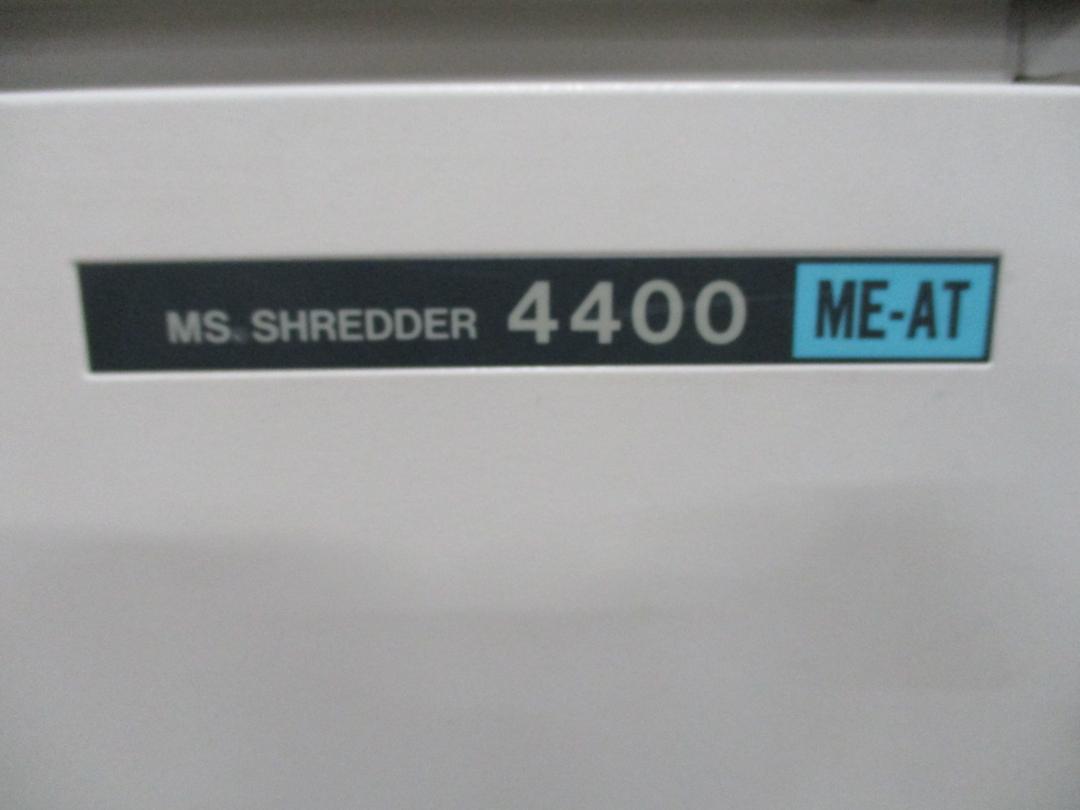 MS. SHREDDER 4400 ME-AT